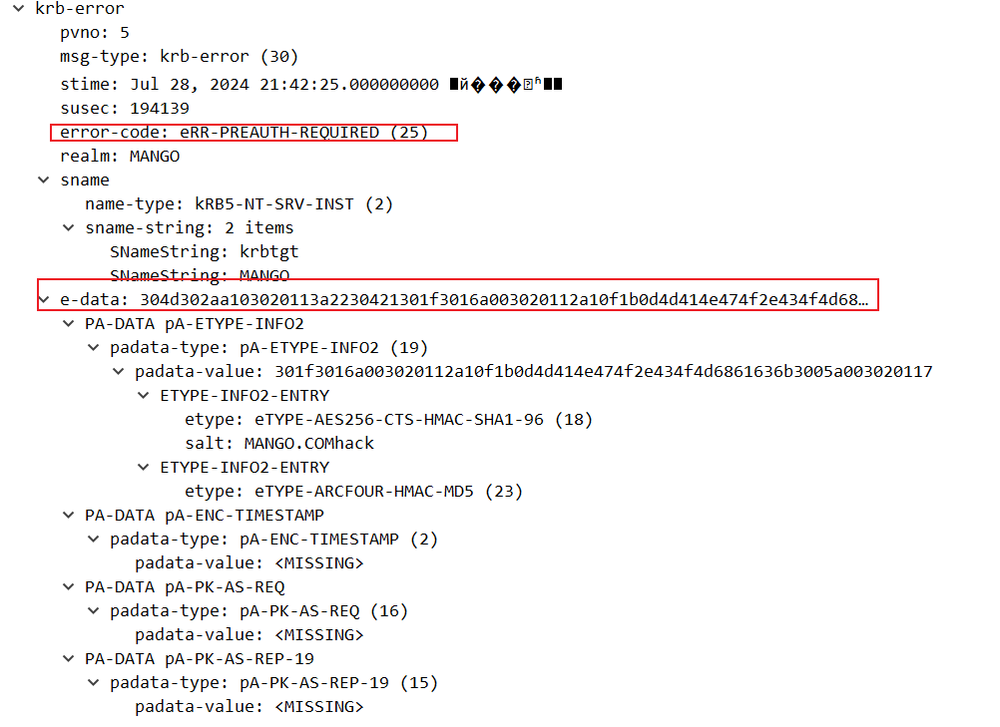 krb-error
pvno: 5
msg-type: krb-error (30)
stime: Jul 28, 2024 21:42:25.000000000
susec: 194139
error-code: eRR-PREAUTH-REQUIRED (25)
realm: MANGO
sname
name-type: kRB5-NT-SRV-INST (2)
sname-string: 2 items
SNameString: krbtgt
SNameString: MANGO
e-data: 304d302aa103020113a2230421301f3016a003020112a10f1b0d4d414e474f2e434f4d68…
PA-DATA pA-ETYPE-INFO2
padata-type: pA-ETYPE-INFO2 (19)
padata-value: 301f3016a003020112a10f1b0d4d414e474f2e434f4d6861636b3005a003020117
ETYPE-INFO2-ENTRY
etype: eTYPE-AES256-CTS-HMAC-SHA1-96 (18)
salt: MANGO.COMhack
ETYPE-INFO2-ENTRY
etype: eTYPE-ARCFOUR-HMAC-MD5 (23)
PA-DATA pA-ENC-TIMESTAMP
padata-type: pA-ENC-TIMESTAMP (2)
padata-value: <MISSING>
PA-DATA pA-PK-AS-REQ
padata-type: pA-PK-AS-REQ (16)
padata-value: <MISSING>
PA-DATA pA-PK-AS-REP-19
padata-type: pA-PK-AS-REP-19 (15)
padata-value: <MISSING>